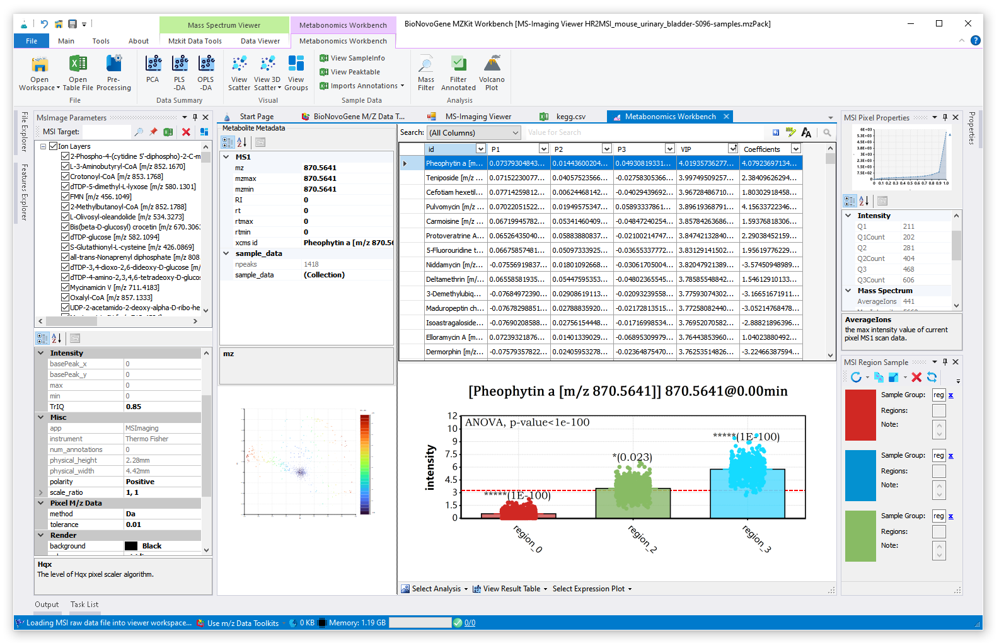 Mass Spectrum Viewer
Metabonomics Workbench
BioNovoGene MZKit Workbench [MS-Imaging Viewer HR2MSI_mouse_urinary_bladder-S096-samples.mzPack]
File Main Tools About Mzkit Data Tools Data Viewer Metabonomics Workbench
Open Workspace
Open Table File
Pre-Processing
File
PCA
PLS -DA
OPLS -DA
Data Summary
View Scatter
View 3D Scatter
View Groups
Visual
View SampleInfo
View Peaktable
Imports Annotations
Sample Data
Mass Filter
Filter Annotated
Volcano Plot
Analysis
File Explorer
Features Explorer
MsImage Parameters
MSI Target:
Ion Layers
2-Phospho-4-(cytidine 5'-diphospho)-2-C-m
L-3-Aminobutyryl-CoA [m/z 852.1670]
Crotonoyl-CoA [m/z 853.1768]
dTDP-5-dimethyl-L-lyxose [m/z 580.1301]
FMN [m/z 456.1049]
2-Methylbutanoyl-CoA [m/z 852.1788]
L-Olivosyl-oleandolide [m/z 534.3273]
Bis(beta-D-glucosyl) crocetin [m/z 670.3063
dTDP-glucose [m/z 582.1094]
S-Glutathionyl-L-cysteine [m/z 426.0869]
all-trans-Nonaprenyl diphosphate [m/z 808.
dTDP-3,4-dioxo-2,6-dideoxy-D-glucose [m/z
dTDP-4-amino-2,3,4,6-tetradeoxy-D-glucos
Mycinamicin V [m/z 711.4183]
Oxalyl-CoA [m/z 857.1333]
UDP-2-acetamido-2-deoxy-alpha-D-ribo-he
Intensity
basePeak_x 0
basePeak_y 0
max 0
min 0
TrIQ 0.85
Misc
app MSImaging
instrument Thermo Fisher
num_annotations 0
physical_height 2.28mm
physical_width 4.42mm
polarity Positive
scale_ratio 1, 1
Pixel M/z Data
method Da
tolerance 0.01
Render
background Black
Hqx
The level of Hqx pixel scaler algorithm.
Start Page
BioNovoGene M/Z Data T...
MS-Imaging Viewer
kegg.csv
Metabonomics Workbench
Metabolite Metadata
MS1
mz 870.5641
mzmax 870.5641
mzmin 870.5641
RI 0
rt 0
rtmax 0
rtmin 0
xcms id Pheophytin a [m/z 870.56
sample_data
npeaks 1418
sample_data (Collection)
mz
Search: (All Columns) Value for Search
id P1 P2 P3 VIP Coefficients
Pheophytin a [m... 0.07379304843... 0.01443600204... 0.04930819331... 4.01935736277... 4.07923697134...
Teniposide [m/z ... 0.07152230077... 0.04057523566... -0.02758305366... 3.99749509257... 2.38409626294...
Cefotiam hexetil... 0.07714259812... 0.00624468142... -0.04029439692... 3.96728486710... 1.80302918458...
Pulvomycin [m/z ... 0.07022051522... 0.01949575347... 0.05893337861... 3.89619368791... 4.15633722346...
Carmoisine [m/z ... 0.06719945782... 0.05341460409... -0.04847240254... 3.85784263686... 1.59376818306...
Protoveratrine A... 0.06526435040... 0.05883880837... -0.02100214747... 3.84742132840... 2.29038452159...
5-Fluorouridine t... 0.06675857481... 0.05097333925... -0.03655337772... 3.83129141502... 1.95619776229...
Niddamycin [m/z... -0.07556919837... 0.01801092668... -0.03061705004... 3.82047921389... -3.57450948989...
Deltamethrin [m/... 0.06558581935... 0.05447595353... -0.04802365545... 3.78585548842... 1.54612910133...
3-Demethylubiq... -0.07684972390... 0.02908619113... -0.02093239558... 3.77593074302... -3.16651671911...
Maduropeptin ch... -0.07678298851... 0.02788835920... -0.02172813515... 3.77258082440... -3.05214768478...
Isoastragaloside... -0.07690208588... 0.02756154448... -0.01716998534... 3.76952070582... -2.88821896396...
Elloramycin A [m... 0.07239321876... 0.01401339029... -0.06895309979... 3.76443853960... 1.04023880492...
Dermorphin [m/z... -0.07579357822... 0.02405953278... -0.02364875470... 3.76253514826... -3.22466387594...
[Pheophytin a [m/z 870.5641]] 870.5641@0.00min
ANOVA, p-value<1e-100
intensity
12
10
9
7.5
6
4.5
3
1.5
0
*****(1E-100)
*(0.023)
*****(1E-100)
region_0
region_2
region_3
Select Analysis View Result Table Select Expression Plot
MSI Pixel Properties
6E+03
5.3E+03
4.5E+03
3.8E+03
3E+03
2.3E+03
1.5E+03
7.5E+02
0
0 0.1 0.2 0.3 0.4 0.5 0.6 0.7 0.8 0.9 1.0
Intensity
Q1 211
Q1Count 202
Q2 281
Q2Count 404
Q3 468
Q3Count 606
Mass Spectrum
AverageIons 441
AverageIons
the max intensity value of current
pixel MS1 scan data.
MSI Region Sample
Sample Group: reg x
Regions:
Note:
Sample Group: reg x
Regions:
Note:
Sample Group: reg x
Regions:
Note:
Properties
Output Task List
Loading MSI raw data file into viewer workspace... Use m/z Data Toolkits 0 KB Memory: 1.19 GB 0/0